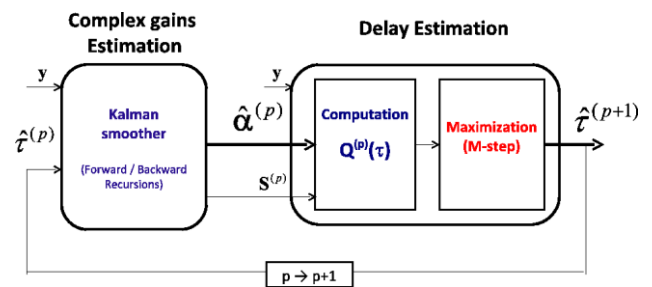 Complex gains
Estimation
Delay Estimation
y
τ̂^(p)
Kalman
smoother
(Forward / Backward
Recursions)
α̂^(p)
S^(p)
y
Computation
Q^(p)(τ)
Maximization
(M-step)
τ̂^(p+1)
p → p+1